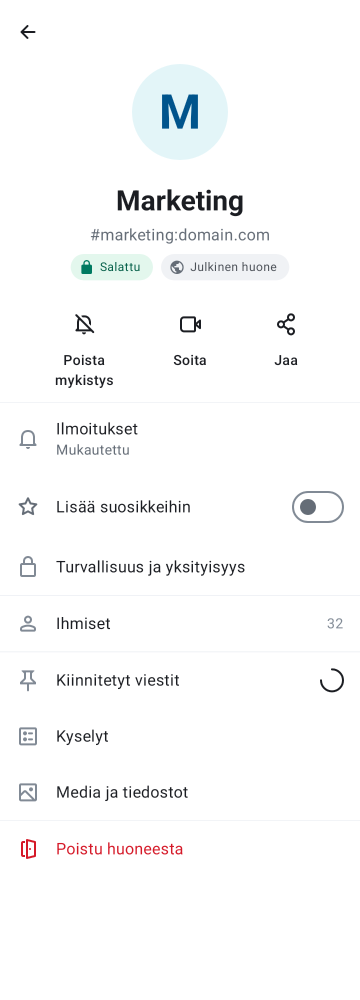 M
Marketing
#marketing:domain.com
Salattu
Julkinen huone
Poista
mykistys
Soita
Jaa
Ilmoitukset
Mukautettu
Lisää suosikkeihin
Turvallisuus ja yksityisyys
Ihmiset
32
Kiinnitetyt viestit
Kyselyt
Media ja tiedostot
Poistu huoneesta